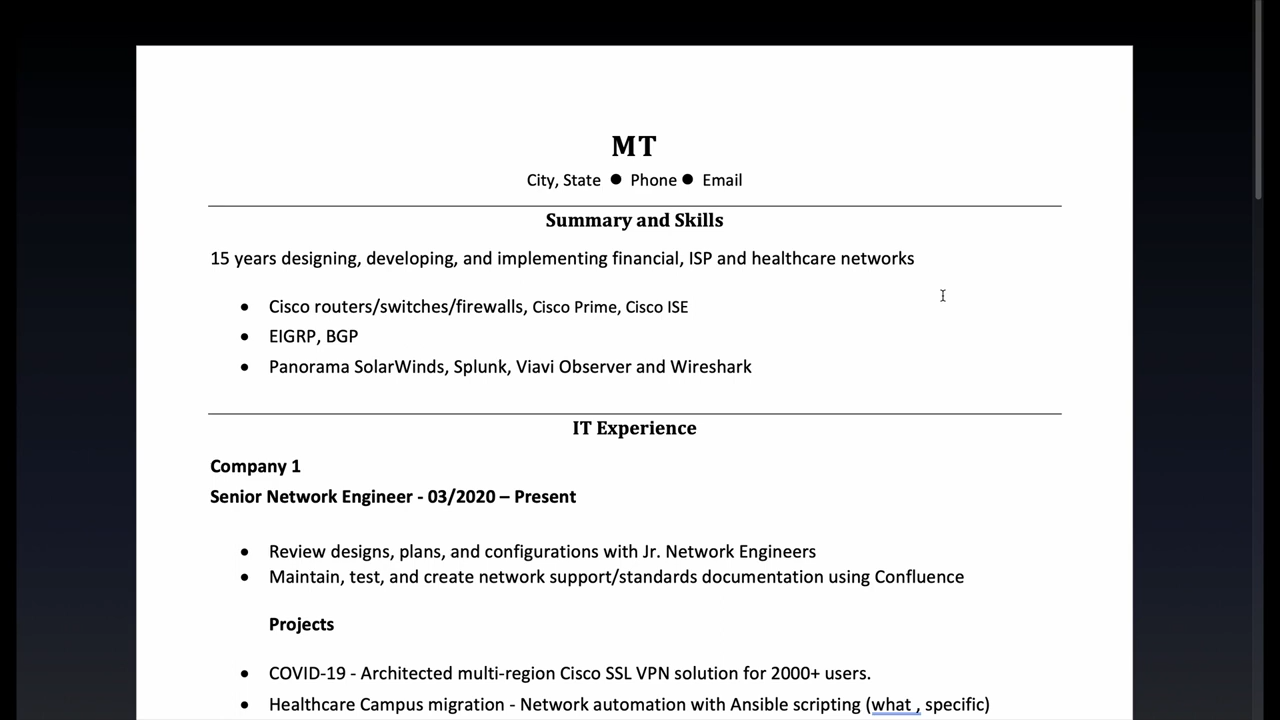 MT
City, State ● Phone ● Email
Summary and Skills
15 years designing, developing, and implementing financial, ISP and healthcare networks
• Cisco routers/switches/firewalls, Cisco Prime, Cisco ISE
• EIGRP, BGP
• Panorama SolarWinds, Splunk, Viavi Observer and Wireshark
IT Experience
Company 1
Senior Network Engineer - 03/2020 – Present
• Review designs, plans, and configurations with Jr. Network Engineers
• Maintain, test, and create network support/standards documentation using Confluence
Projects
• COVID-19 - Architected multi-region Cisco SSL VPN solution for 2000+ users.
• Healthcare Campus migration - Network automation with Ansible scripting (what , specific)